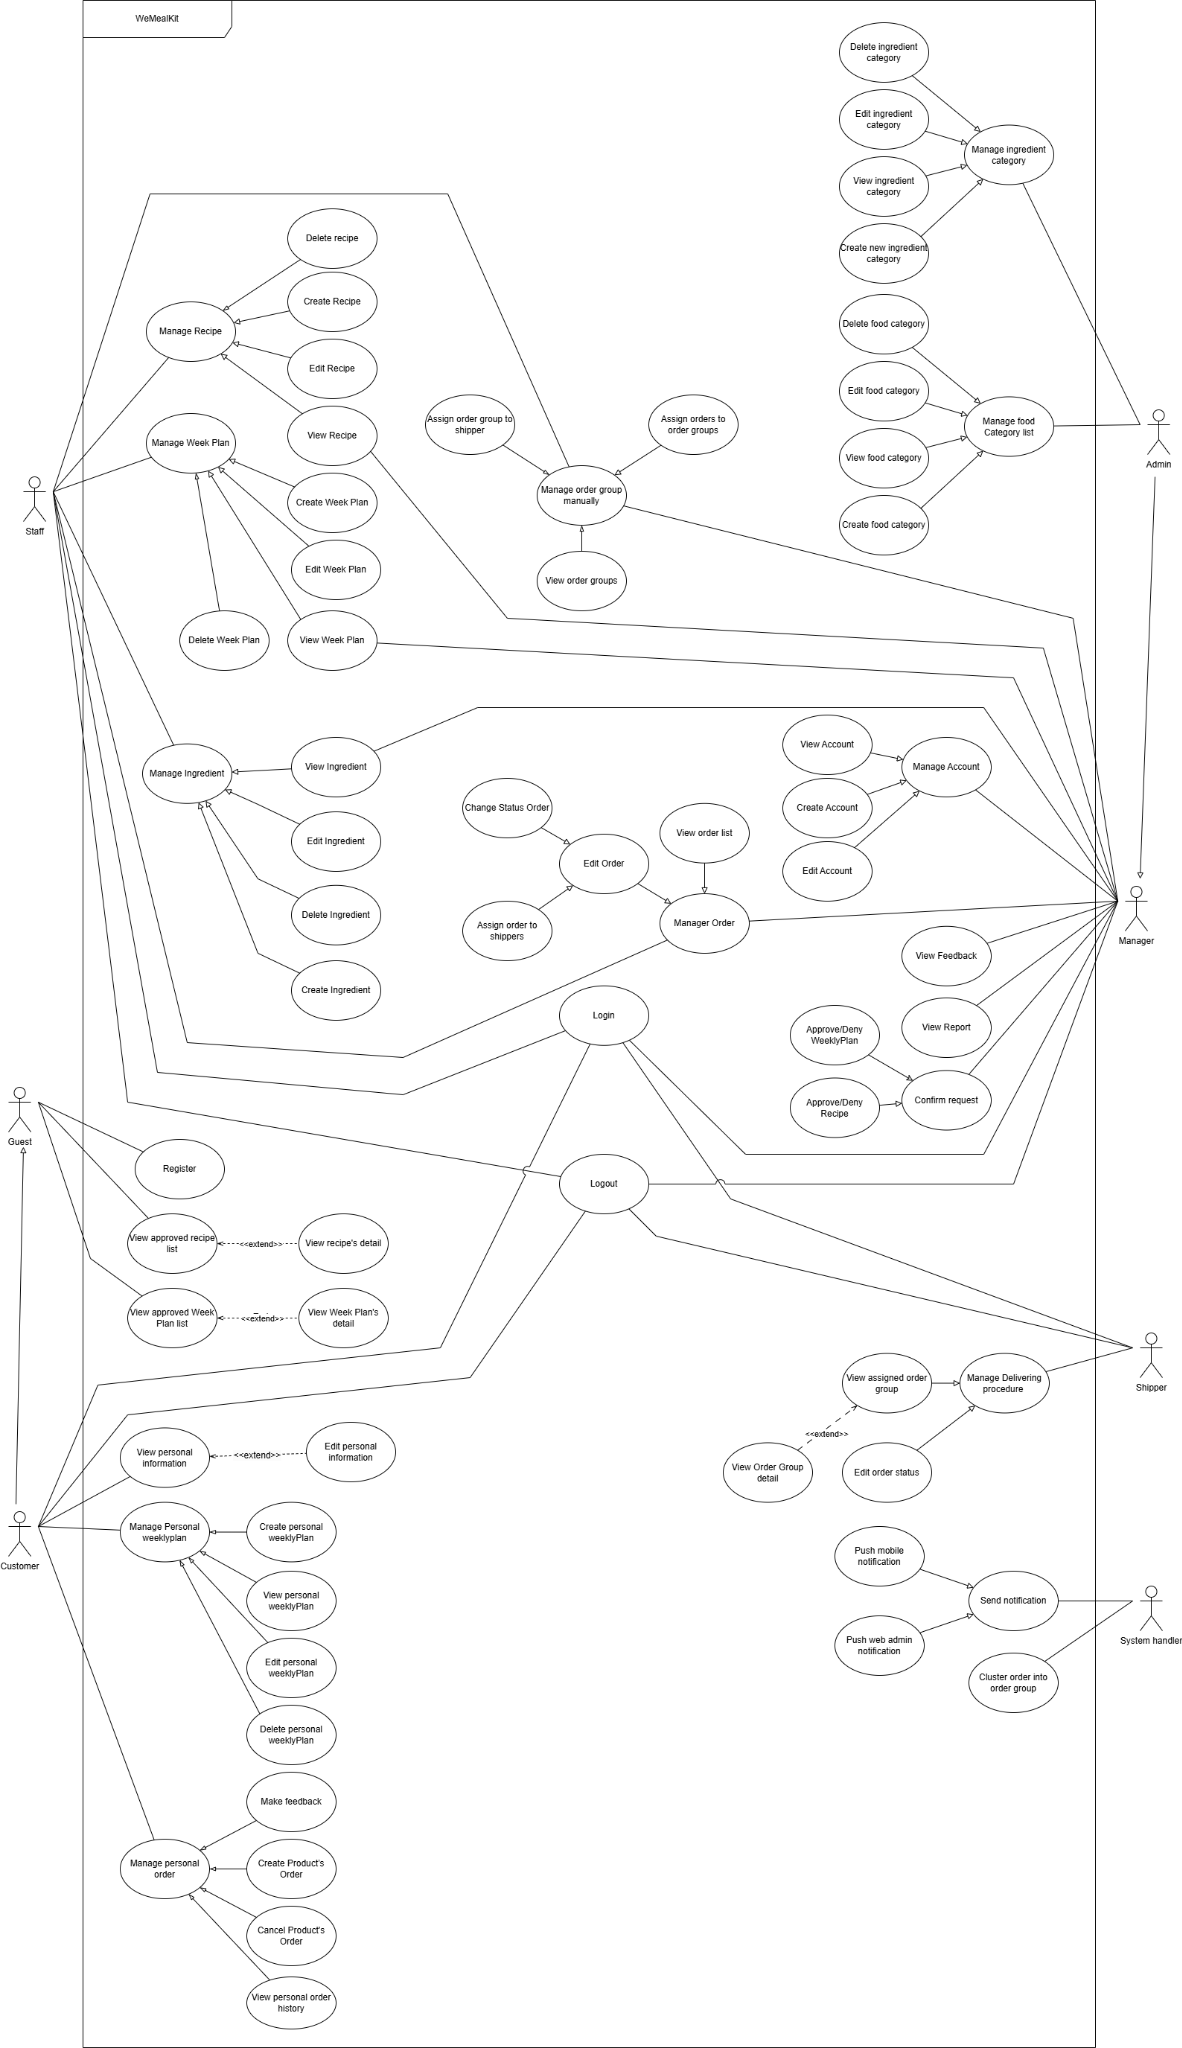 WeMealKit
Delete ingredient
category
Edit ingredient
category
Manage ingredient
category
View ingredient
category
Create new ingredient
category
Delete recipe
Create Recipe
Manage Recipe
Edit Recipe
View Recipe
Delete food category
Edit food category
Manage food
Category list
View food category
Create food category
Admin
Assign order group to
shipper
Assign orders to
order groups
Manage order group
manually
View order groups
Manage Week Plan
Create Week Plan
Edit Week Plan
Delete Week Plan
View Week Plan
Staff
Manage Ingredient
View Ingredient
Edit Ingredient
Delete Ingredient
Create Ingredient
Change Status Order
Edit Order
View order list
Assign order to
shippers
Manager Order
View Account
Manage Account
Create Account
Edit Account
Manager
View Feedback
View Report
Approve/Deny
WeeklyPlan
Confirm request
Approve/Deny
Recipe
Login
Logout
Guest
Register
View approved recipe
list
<<extend>>
View recipe's detail
View approved Week
Plan list
<<extend>>
View Week Plan's
detail
Shipper
View assigned order
group
Manage Delivering
procedure
<<extend>>
View Order Group
detail
Edit order status
View personal
information
<<extend>>
Edit personal
information
Customer
Manage Personal
weeklyplan
Create personal
weeklyPlan
View personal
weeklyPlan
Edit personal
weeklyPlan
Delete personal
weeklyPlan
Push mobile
notification
Send notification
Push web admin
notification
System handler
Cluster order into
order group
Make feedback
Manage personal
order
Create Product's
Order
Cancel Product's
Order
View personal order
history